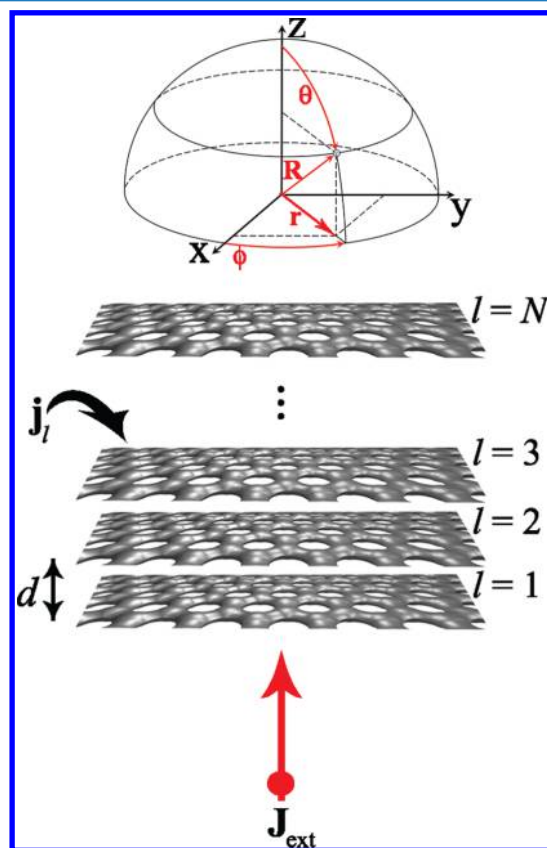 z
θ
R
r
y
x
ϕ
l = N
⋮
j_l
l = 3
l = 2
d
l = 1
J_ext